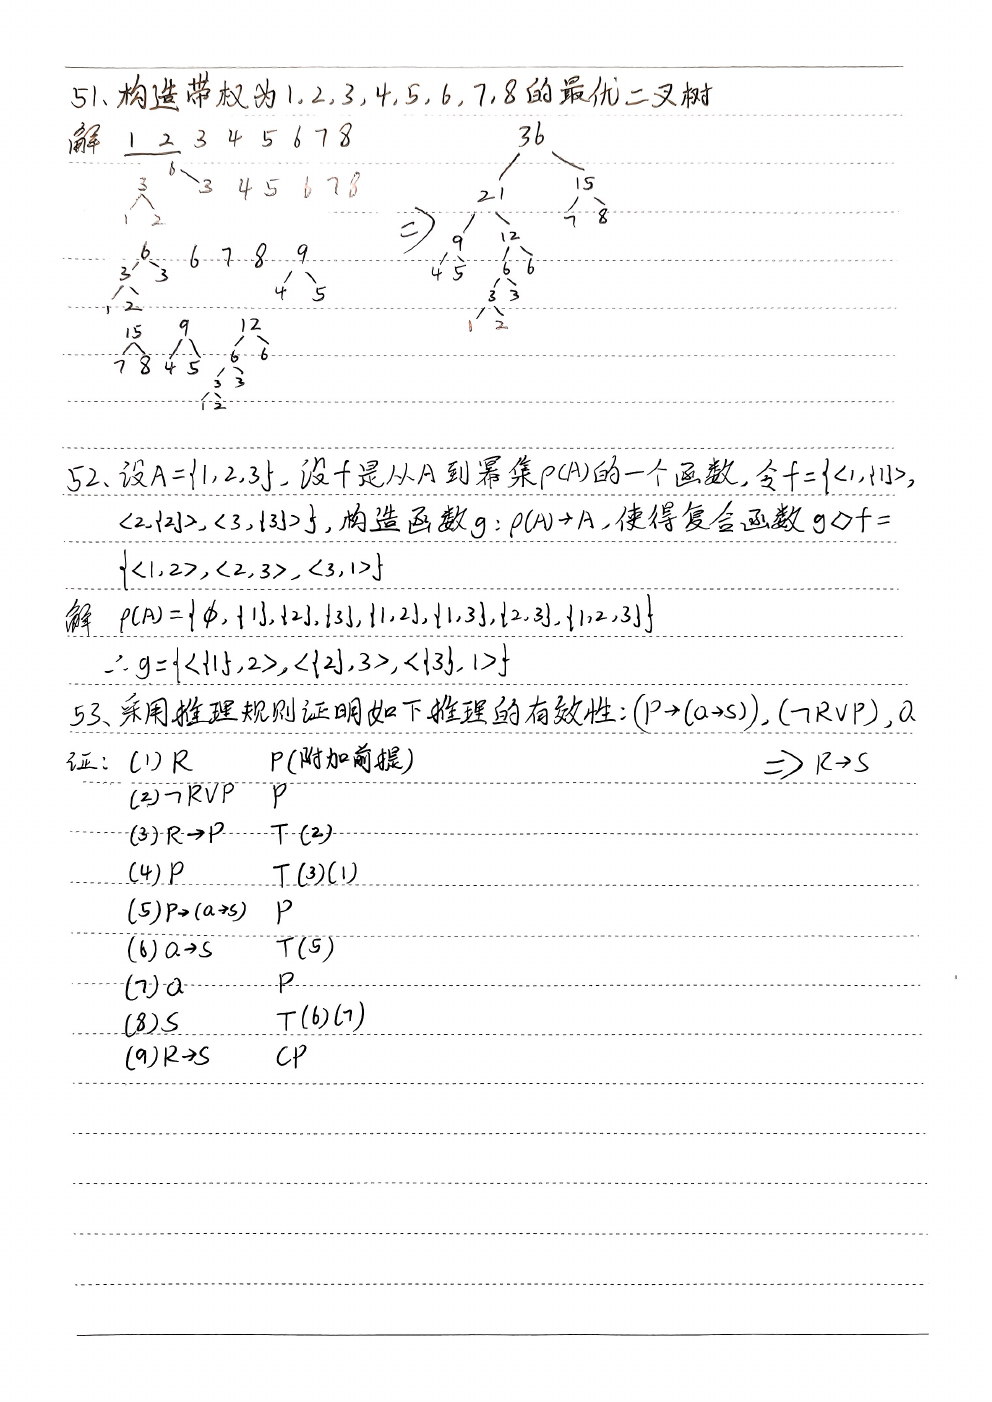 51、构造带权为1,2,3,4,5,6,7,8的最优二叉树
解 1 2 3 4 5 6 7 8
6
3 3 4 5 6 7 8
1 2
6 6 7 8 9
3 3 4 5
1 2
15 9 12
7 8 4 5 6 6
3 3
1 2
⇒
36
21 15
9 12 7 8
4 5 6 6
3 3
1 2
52、设A={1,2,3}，设f是从A到幂集ρ(A)的一个函数，令f={<1,{1}>,
<2,{2}>,<3,{3}>}，构造函数g:ρ(A)→A，使得复合函数g◇f=
{<1,2>,<2,3>,<3,1>}
解 ρ(A)={∅,{1},{2},{3},{1,2},{1,3},{2,3},{1,2,3}}
∴g={<{1},2>,<{2},3>,<{3},1>}
53、采用推理规则证明如下推理的有效性:(P→(Q→S)),(¬R∨P),Q
⇒ R→S
证: (1) R P(附加前提)
(2)¬R∨P P
(3)R→P T (2)
(4) P T(3)(1)
(5)P→(Q→S) P
(6) Q→S T(5)
(7) Q P
(8) S T(6)(7)
(9)R→S CP